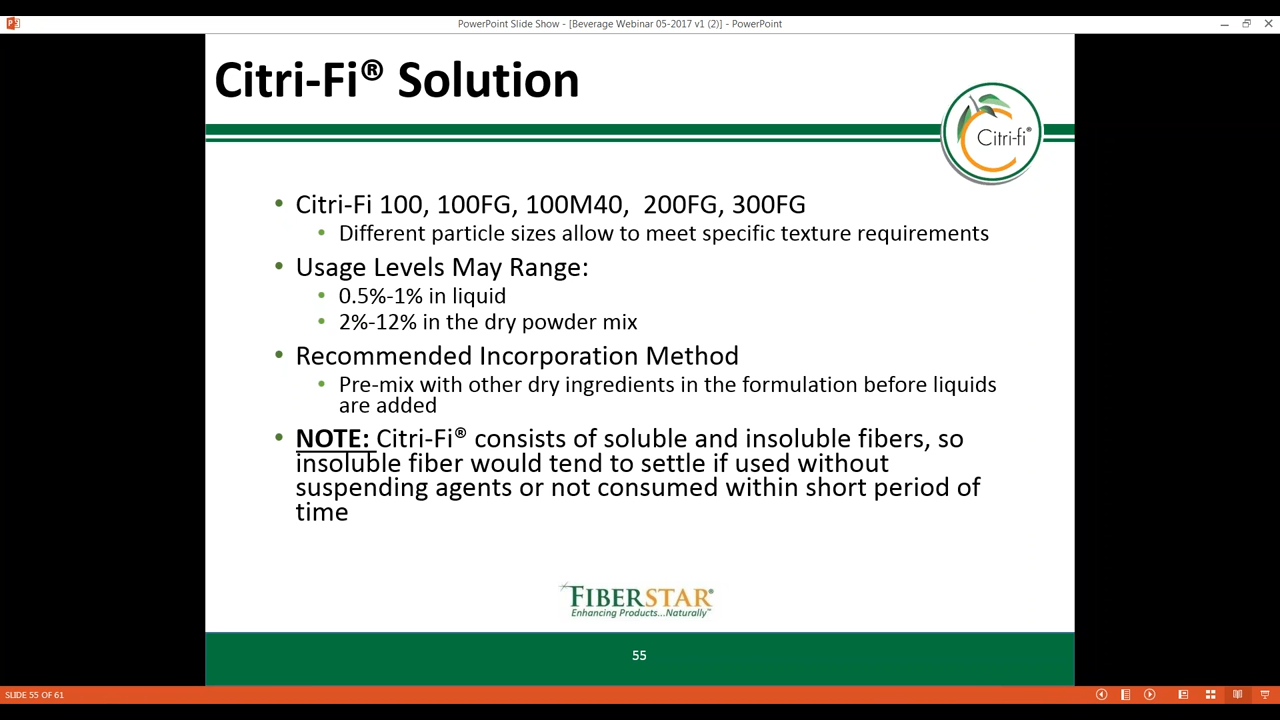 PowerPoint Slide Show - [Beverage Webinar 05-2017 v1 (2)] - PowerPoint
Citri-Fi® Solution
Citri-fi®
• Citri-Fi 100, 100FG, 100M40, 200FG, 300FG
• Different particle sizes allow to meet specific texture requirements
• Usage Levels May Range:
• 0.5%-1% in liquid
• 2%-12% in the dry powder mix
• Recommended Incorporation Method
• Pre-mix with other dry ingredients in the formulation before liquids
are added
• NOTE: Citri-Fi® consists of soluble and insoluble fibers, so
insoluble fiber would tend to settle if used without
suspending agents or not consumed within short period of
time
FIBERSTAR®
Enhancing Products...Naturally™
55
SLIDE 55 OF 61